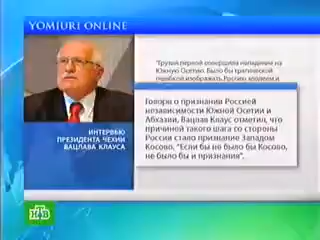 YOMIURI ONLINE
"Грузия первой совершила нападение на
Южную Осетию. Было бы трагической
ошибкой изображать Россию злодеем и
Говоря о признании Россией
независимости Южной Осетии и
Абхазии, Вацлав Клаус отметил, что
причиной такого шага со стороны
России стало признание Западом
Косово. "Если бы не было бы Косово,
не было бы и признания".
ИНТЕРВЬЮ
ПРЕЗИДЕНТА ЧЕХИИ
ВАЦЛАВА КЛАУСА
НТВ